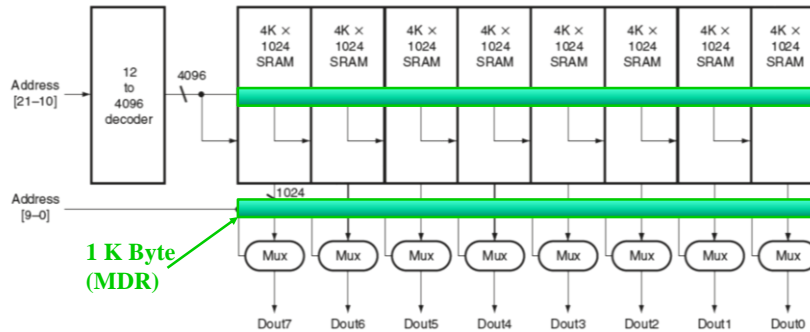 4K ×
1024
SRAM
4K ×
1024
SRAM
4K ×
1024
SRAM
4K ×
1024
SRAM
4K ×
1024
SRAM
4K ×
1024
SRAM
4K ×
1024
SRAM
4K ×
1024
SRAM
Address
[21–10]
12
to
4096
decoder
4096
Address
[9–0]
1024
1 K Byte
(MDR)
Mux
Mux
Mux
Mux
Mux
Mux
Mux
Mux
Dout7
Dout6
Dout5
Dout4
Dout3
Dout2
Dout1
Dout0